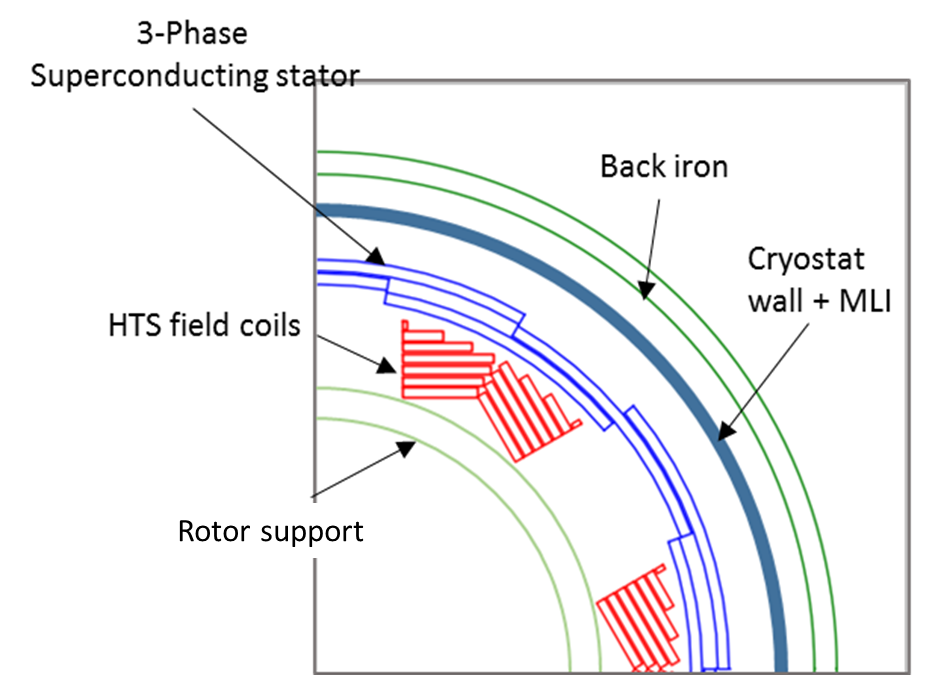 3-Phase
Superconducting stator
Back iron
Cryostat
wall + MLI
HTS field coils
Rotor support